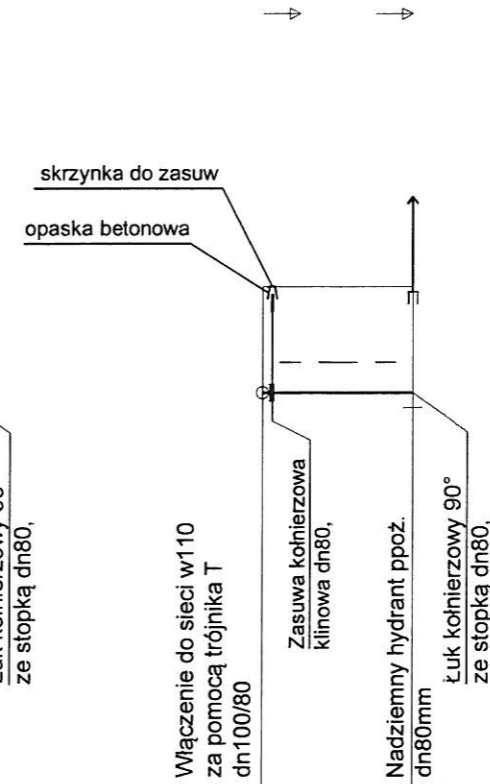 skrzynka do zasuw
opaska betonowa
ze stopką dn80,
Włączenie do sieci w110
za pomocą trójnika T
dn100/80
Zasuwa kołnierzowa
klinowa dn80,
Nadziemny hydrant ppoż.
dn80mm
Łuk kołnierzowy 90°
ze stopką dn80,